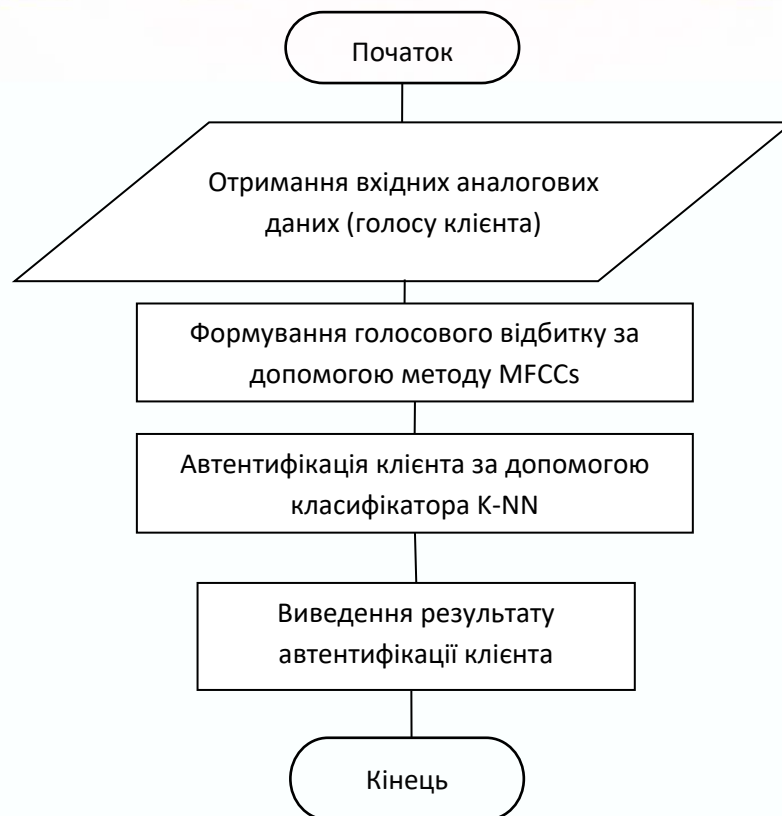 Початок
Отримання вхідних аналогових
даних (голосу клієнта)
Формування голосового відбитку за
допомогою методу MFCCs
Автентифікація клієнта за допомогою
класифікатора K-NN
Виведення результату
автентифікації клієнта
Кінець